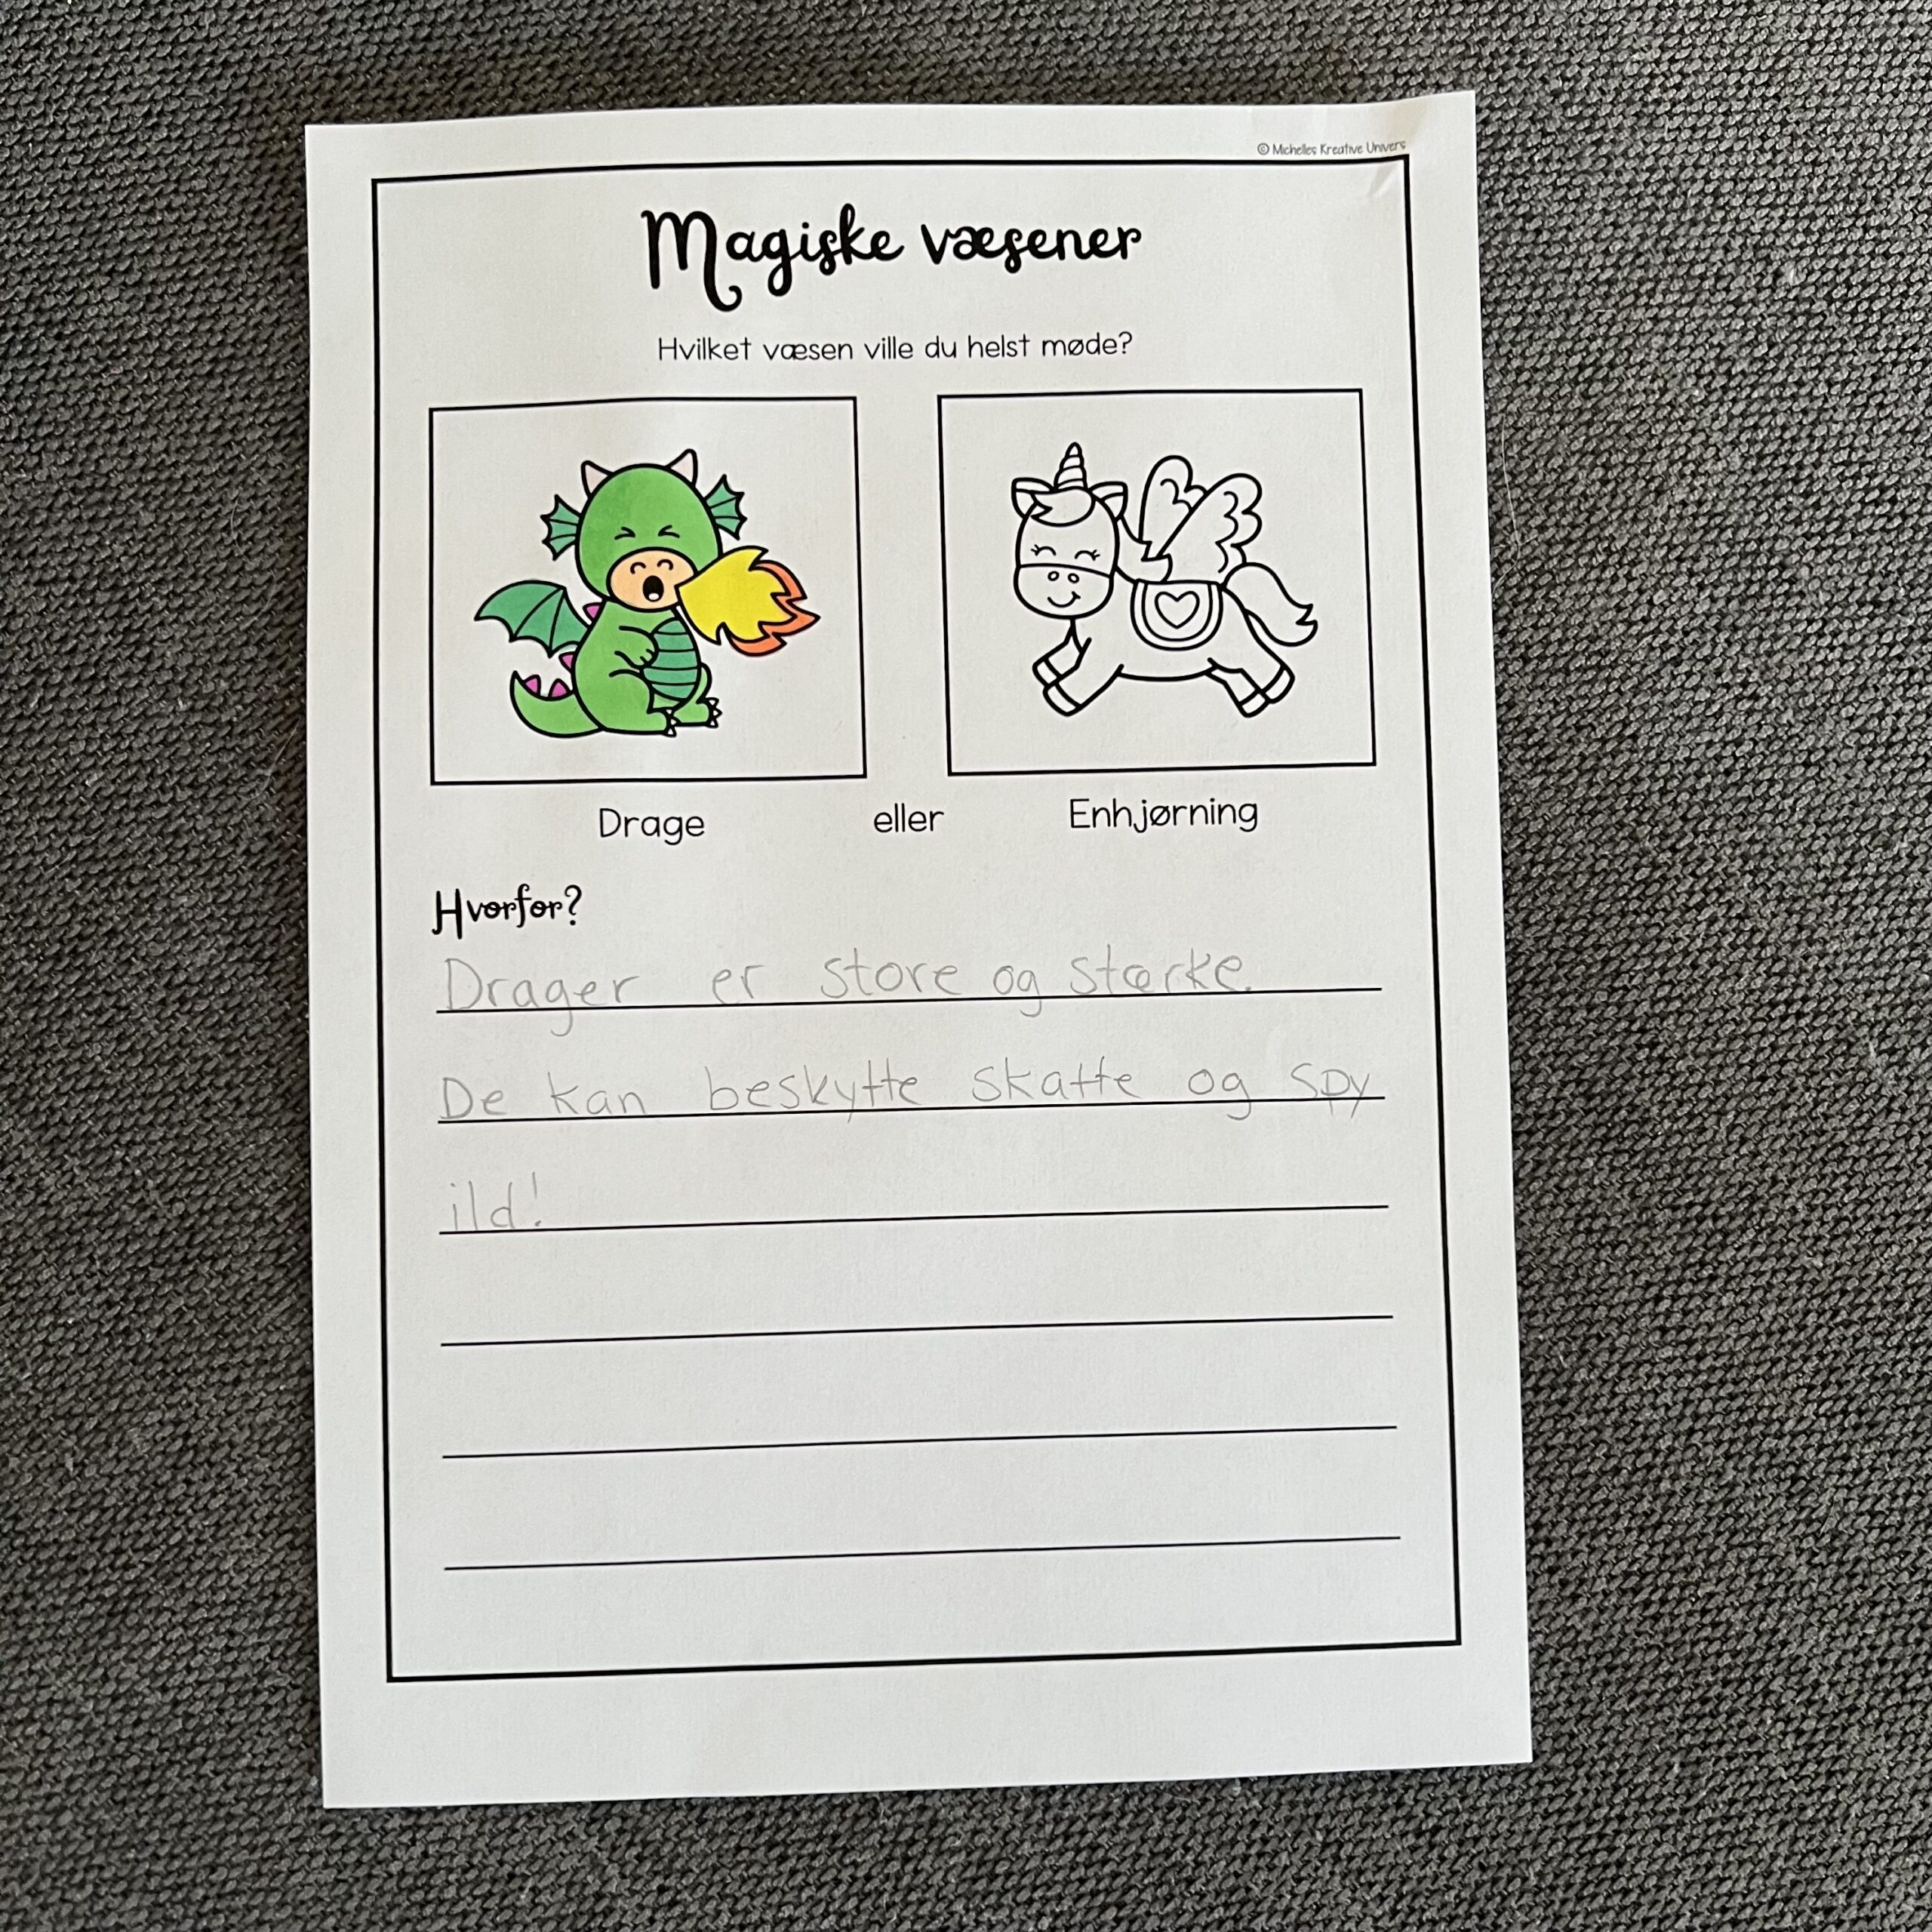 © Michelles Kreative Univers
Magiske væsener
Hvilket væsen ville du helst møde?
Drage eller Enhjørning
Hvorfor?
Drager er store og stærke.
De kan beskytte skatte og spy
ild!